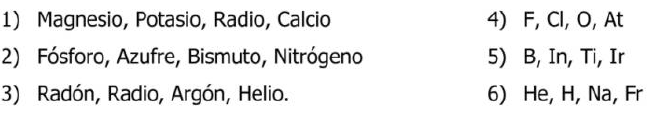 1) Magnesio, Potasio, Radio, Calcio
2) Fósforo, Azufre, Bismuto, Nitrógeno
3) Radón, Radio, Argón, Helio.
4) F, Cl, O, At
5) B, In, Ti, Ir
6) He, H, Na, Fr